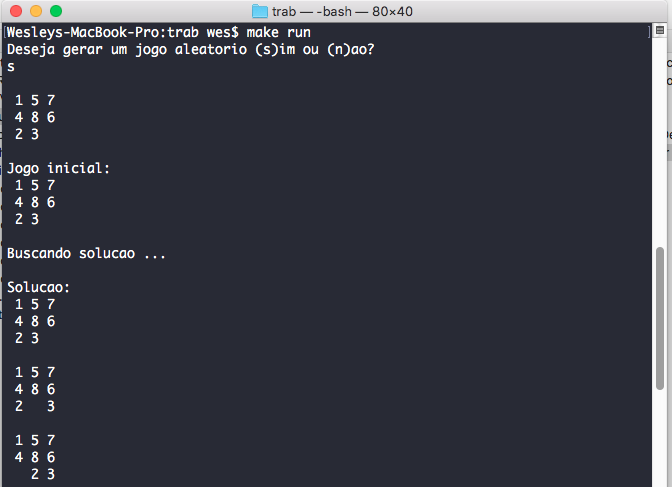 trab — -bash — 80×40
[Wesleys-MacBook-Pro:trab wes$ make run
Deseja gerar um jogo aleatorio (s)im ou (n)ao?
s
1 5 7
4 8 6
2 3
Jogo inicial:
1 5 7
4 8 6
2 3
Buscando solucao ...
Solucao:
1 5 7
4 8 6
2 3
1 5 7
4 8 6
2   3
1 5 7
4 8 6
  2 3